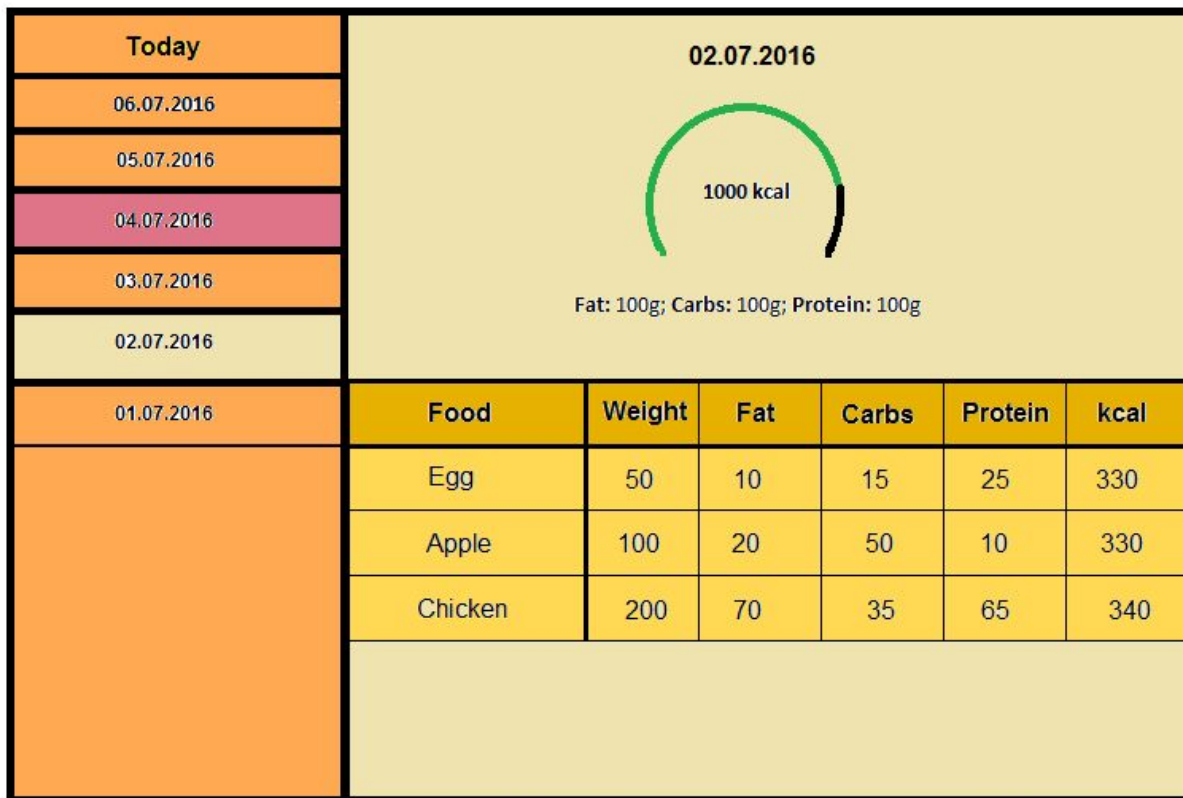 Today
06.07.2016
05.07.2016
04.07.2016
03.07.2016
02.07.2016
01.07.2016
02.07.2016
1000 kcal
Fat: 100g; Carbs: 100g; Protein: 100g
Food Weight Fat Carbs Protein kcal
Egg 50 10 15 25 330
Apple 100 20 50 10 330
Chicken 200 70 35 65 340